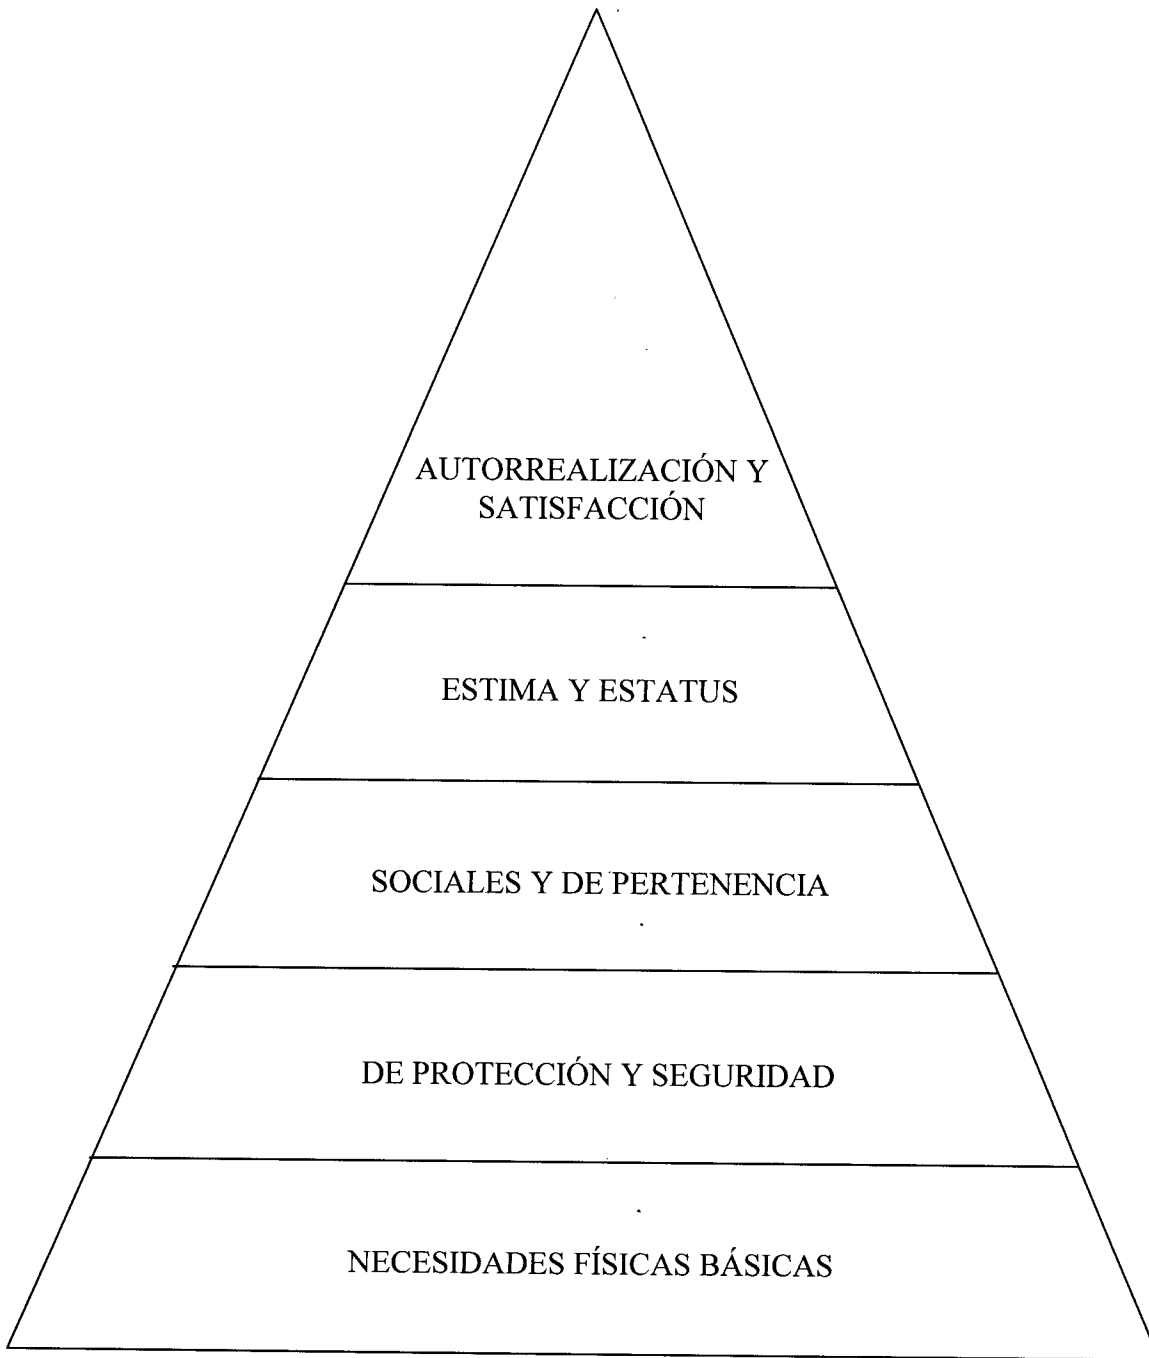 AUTORREALIZACIÓN Y
SATISFACCIÓN
ESTIMA Y ESTATUS
SOCIALES Y DE PERTENENCIA
DE PROTECCIÓN Y SEGURIDAD
NECESIDADES FÍSICAS BÁSICAS